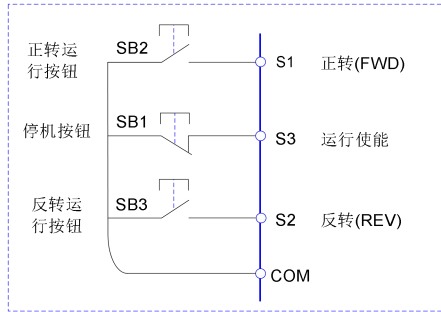 正转运
行按钮
SB2
S1
正转(FWD)
停机按钮
SB1
S3
运行使能
反转运
行按钮
SB3
S2
反转(REV)
COM